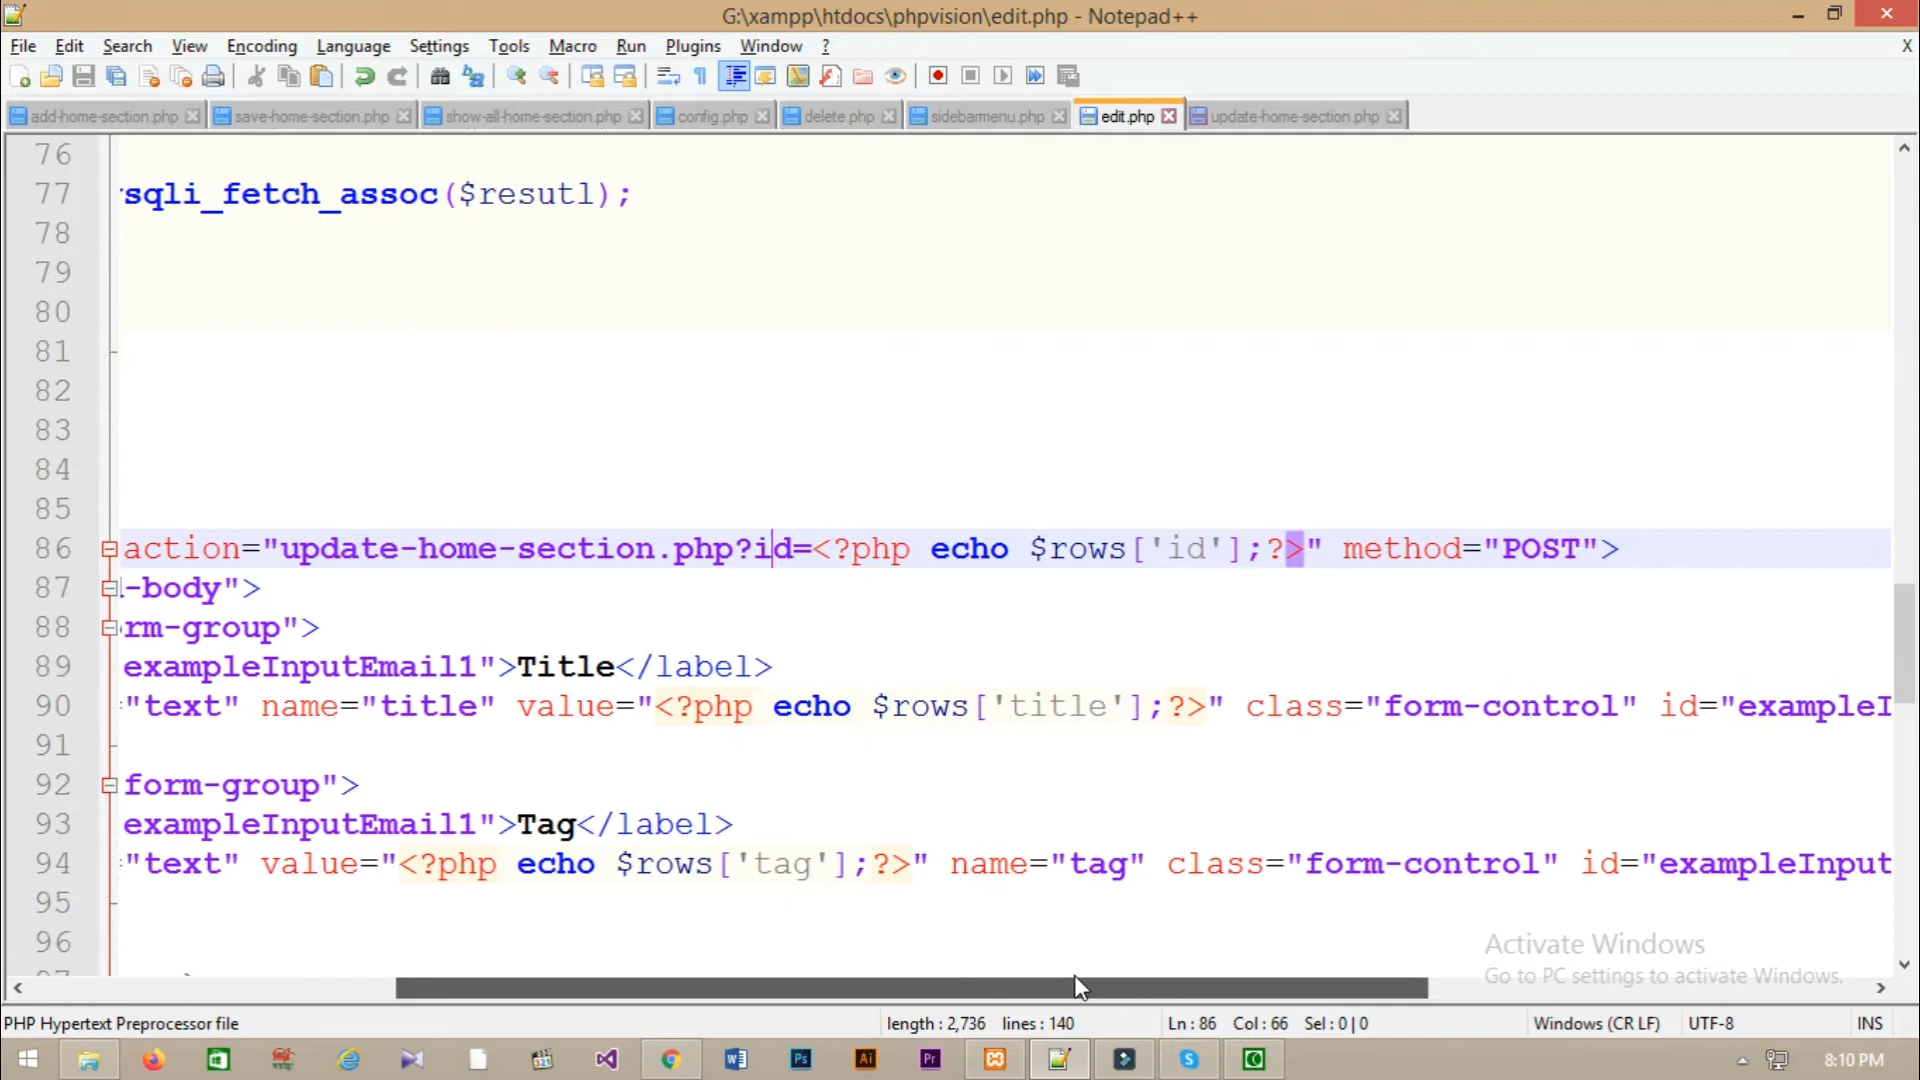 G:\xampp\htdocs\phpvision\edit.php - Notepad++
File Edit Search View Encoding Language Settings Tools Macro Run Plugins Window ? X
add-home-section.php save-home-section.php show-all-home-section.php config.php delete.php sidebarmenu.php edit.php update-home-section.php
76
77 sqli_fetch_assoc($resutl);
78
79
80
81
82
83
84
85
86 action="update-home-section.php?id=<?php echo $rows['id'];?>" method="POST">
87 -body">
88 rm-group">
89 exampleInputEmail1">Title</label>
90 ="text" name="title" value="<?php echo $rows['title'];?>" class="form-control" id="exampleI
91
92 form-group">
93 exampleInputEmail1">Tag</label>
94 ="text" value="<?php echo $rows['tag'];?>" name="tag" class="form-control" id="exampleInput
95
96
Activate Windows
Go to PC settings to activate Windows.
PHP Hypertext Preprocessor file length : 2,736 lines : 140 Ln : 86 Col : 66 Sel : 0 | 0 Windows (CR LF) UTF-8 INS
8:10 PM